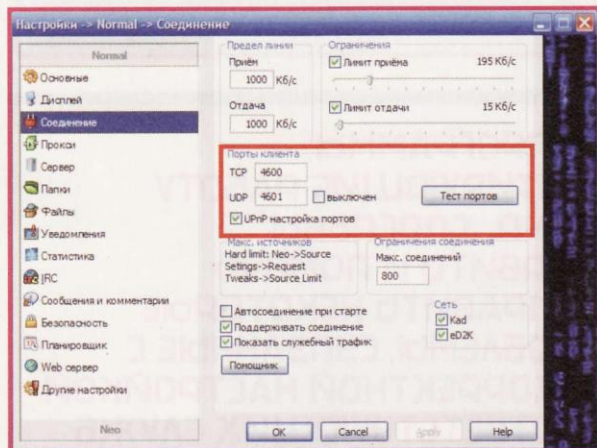 Настройки -> Normal -> Соединение
Normal
Основные
Дисплей
Соединение
Прокси
Сервер
Папки
Файлы
Уведомления
Статистика
IRC
Сообщения и комментарии
Безопасность
Планировщик
Web сервер
Другие настройки
Neo
Предел линии
Приём
1000 Кб/с
Отдача
1000 Кб/с
Ограничения
Лимит приёма 195 Кб/с
Лимит отдачи 15 Кб/с
Порты клиента
TCP 4600
UDP 4601 выключен Тест портов
UPnP настройка портов
Макс. источников
Hard limit: Neo->Source
Setings->Request
Tweaks->Source Limit
Ограничения соединения
Макс. соединений
800
Автосоединение при старте
Поддерживать соединение
Показать служебный трафик
Сеть
Kad
eD2K
Помощник
OK Cancel Apply Help